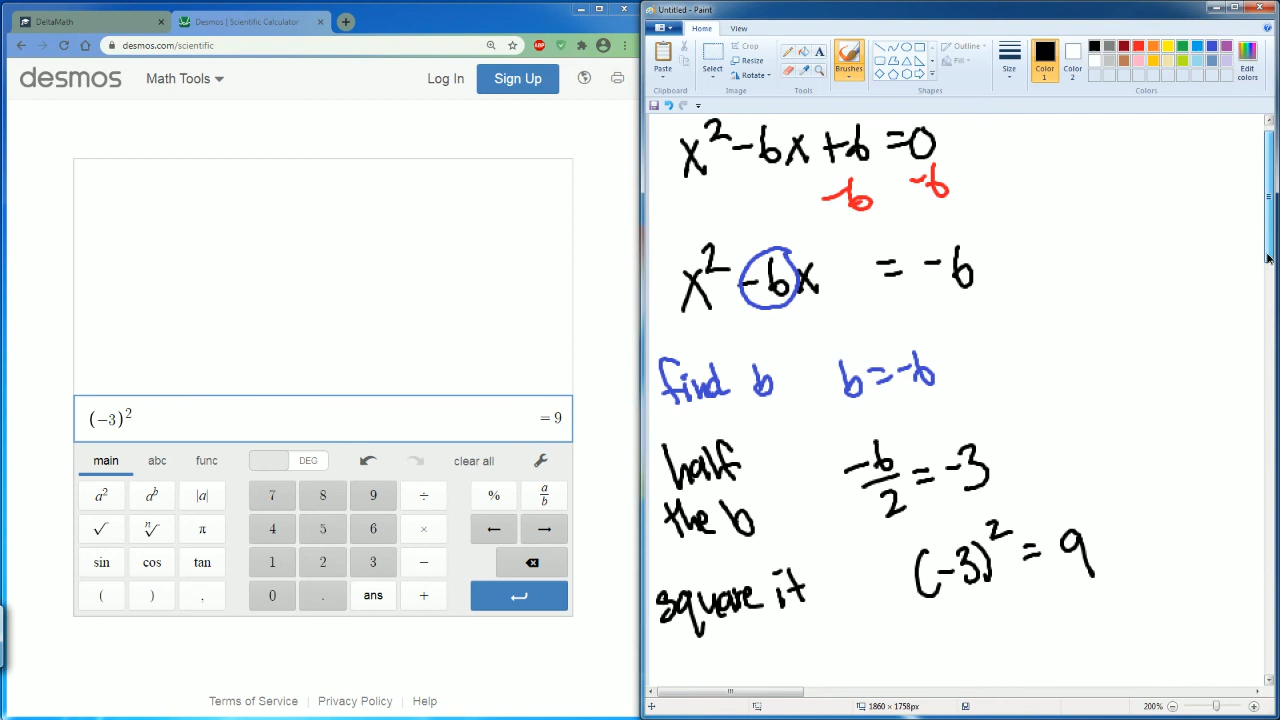 DeltaMath
Desmos | Scientific Calculator
desmos.com/scientific
ABP
desmos
Math Tools
Log In
Sign Up
(−3)² = 9
main abc func DEG clear all
a² aᵇ |a| 7 8 9 ÷ % a/b
√ ⁿ√ π 4 5 6 × ← →
sin cos tan 1 2 3 −
( ) , 0 . ans +
Terms of Service | Privacy Policy | Help
Untitled - Paint
Home View
Paste Select Crop Resize Rotate A Brushes Outline Size Color 1 Color 2 Edit colors
Clipboard Image Tools Shapes Colors
x² - 6x + 6 = 0
-6 -6
x² - 6x = -6
find b b = -6
half -6/2 = -3
the b
square it (-3)² = 9
1860 × 1758px
200%